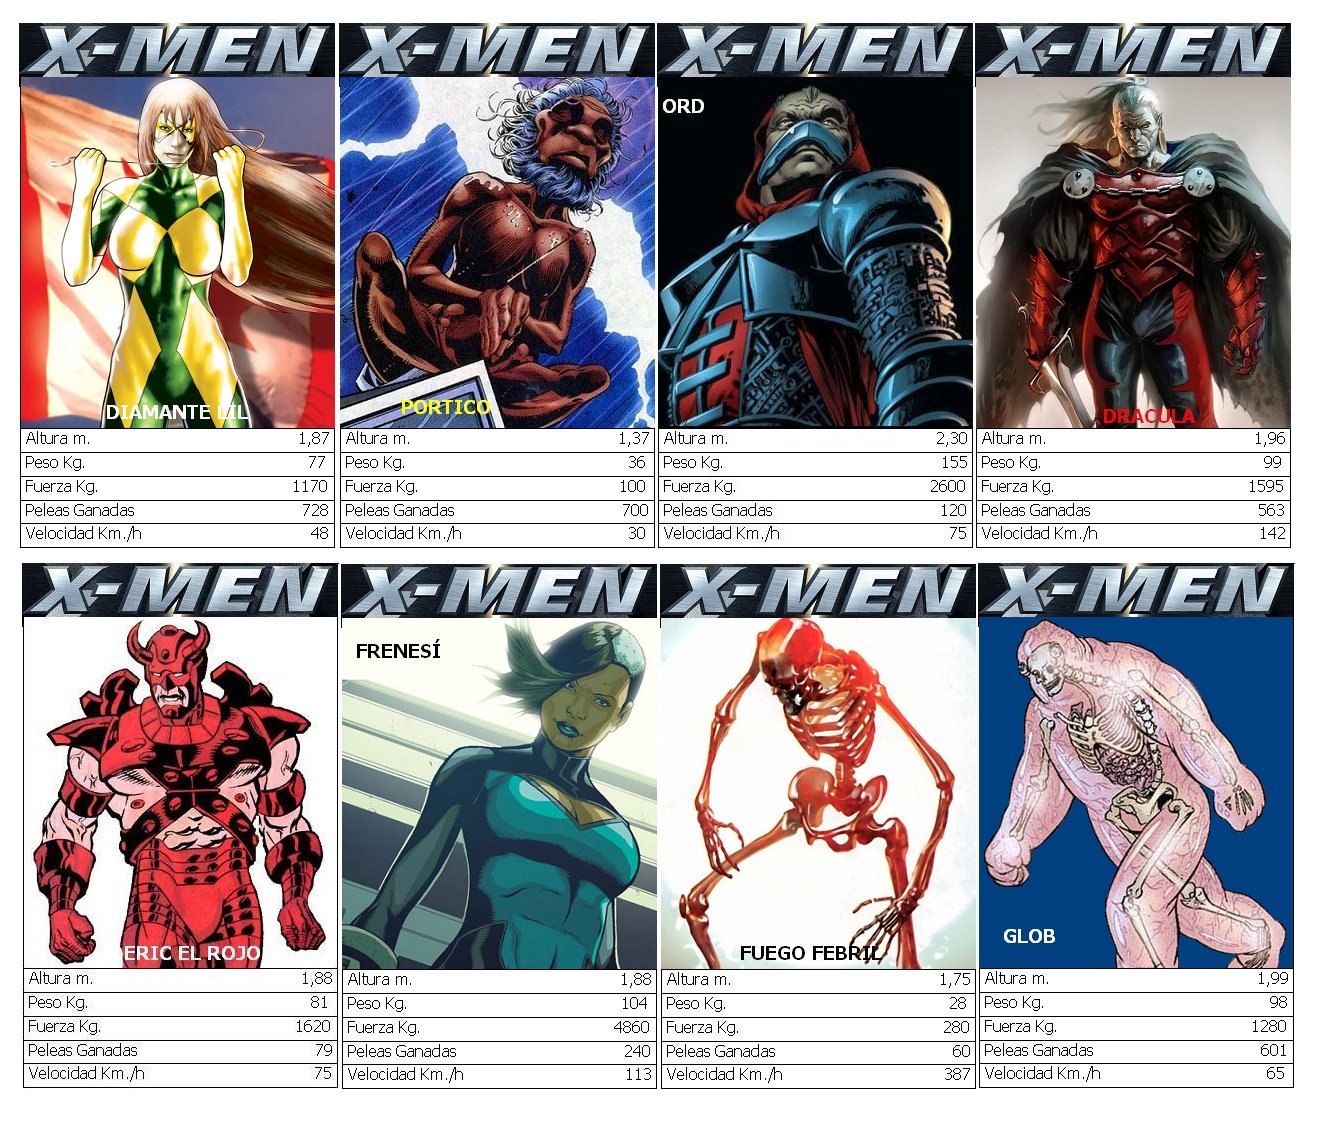 X-MEN
X-MEN
X-MEN
X-MEN
DIAMANTE LIL
PORTICO
ORD
DRACULA
Altura m. 1,87
Peso Kg. 77
Fuerza Kg. 1170
Peleas Ganadas 728
Velocidad Km./h 48
Altura m. 1,37
Peso Kg. 36
Fuerza Kg. 100
Peleas Ganadas 700
Velocidad Km./h 30
Altura m. 2,30
Peso Kg. 155
Fuerza Kg. 2600
Peleas Ganadas 120
Velocidad Km./h 75
Altura m. 1,96
Peso Kg. 99
Fuerza Kg. 1595
Peleas Ganadas 563
Velocidad Km./h 142
X-MEN
X-MEN
X-MEN
X-MEN
ERIC EL ROJO
FRENESÍ
FUEGO FEBRIL
GLOB
Altura m. 1,88
Peso Kg. 81
Fuerza Kg. 1620
Peleas Ganadas 79
Velocidad Km./h 75
Altura m. 1,88
Peso Kg. 104
Fuerza Kg. 4860
Peleas Ganadas 240
Velocidad Km./h 113
Altura m. 1,75
Peso Kg. 28
Fuerza Kg. 280
Peleas Ganadas 60
Velocidad Km./h 387
Altura m. 1,99
Peso Kg. 98
Fuerza Kg. 1280
Peleas Ganadas 601
Velocidad Km./h 65